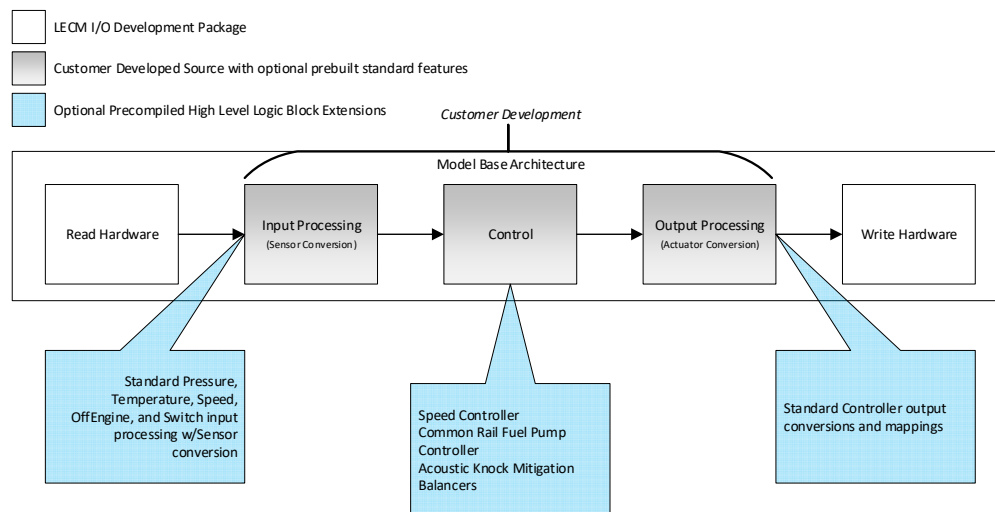 LECM I/O Development Package
Customer Developed Source with optional prebuilt standard features
Optional Precompiled High Level Logic Block Extensions
Customer Development
Model Base Architecture
Read Hardware
Input Processing
(Sensor Conversion)
Control
Output Processing
(Actuator Conversion)
Write Hardware
Standard Pressure,
Temperature, Speed,
OffEngine, and Switch input
processing w/Sensor
conversion
Speed Controller
Common Rail Fuel Pump
Controller
Acoustic Knock Mitigation
Balancers
Standard Controller output
conversions and mappings